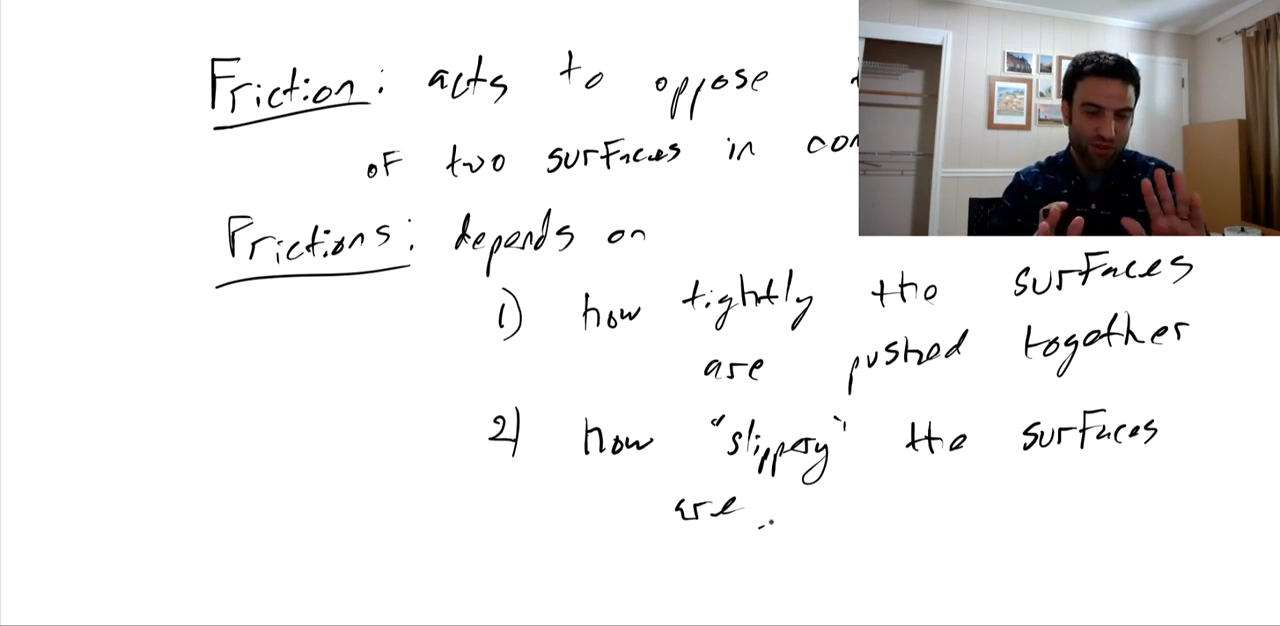 Friction: acts to oppose
of two surfaces in con
Frictions: depends on
1) how tightly the surfaces
are pushed together
2) how "slippery" the surfaces
are.